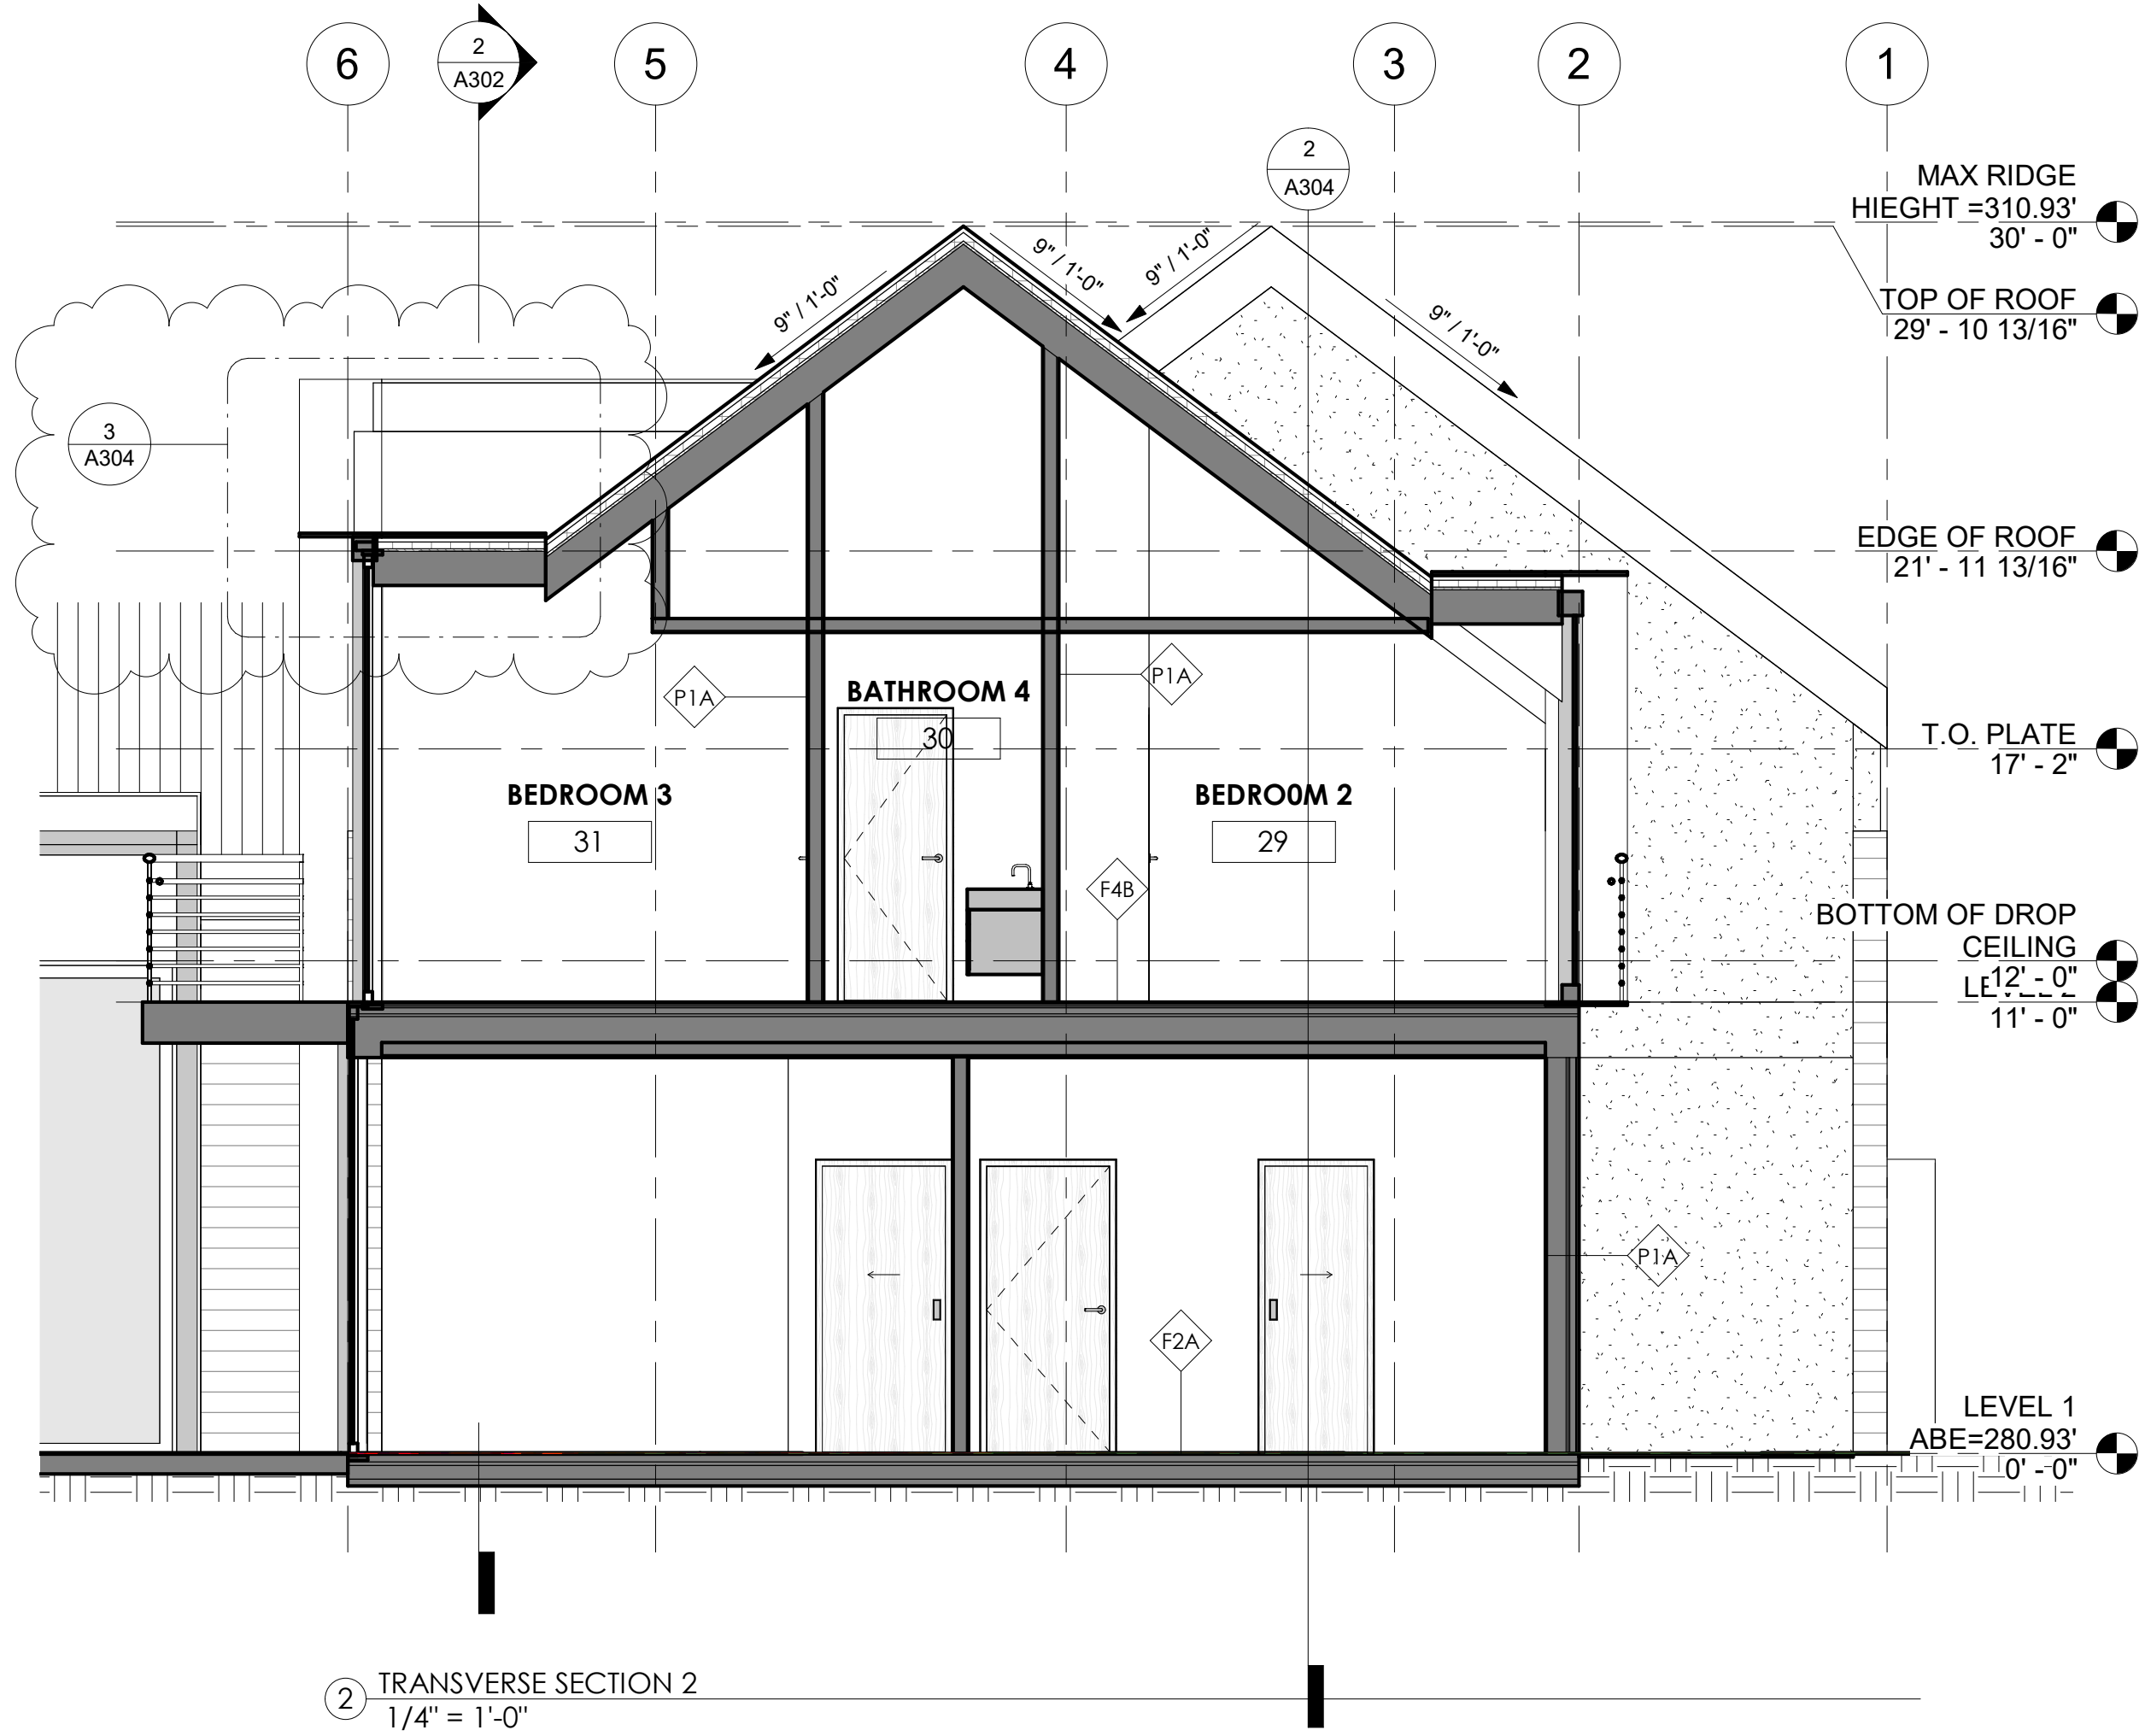 6
2
A302
5
4
3
2
1
2
A304
MAX RIDGE
HIEGHT =310.93'
30' - 0"
9" / 1'-0"
9" / 1'-0"
9" / 1'-0"
9" / 1'-0"
TOP OF ROOF
29' - 10 13/16"
3
A304
EDGE OF ROOF
21' - 11 13/16"
P1A
BATHROOM 4
30
P1A
T.O. PLATE
17' - 2"
BEDROOM 3
31
BEDRO0M 2
29
F4B
BOTTOM OF DROP
CEILING
12' - 0"
LEVEL 2
11' - 0"
P1A
F2A
LEVEL 1
ABE=280.93'
0' - 0"
2
TRANSVERSE SECTION 2
1/4" = 1'-0"